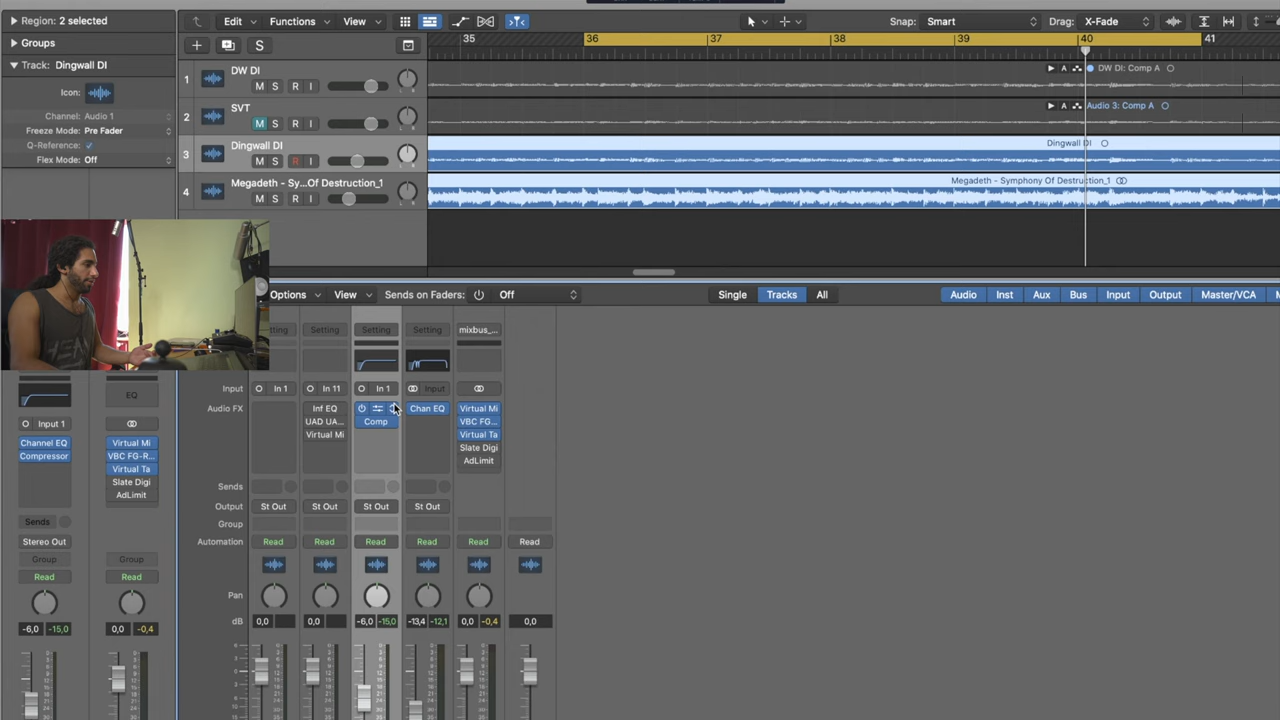 Region: 2 selected
Groups
Track: Dingwall DI
Icon:
Channel: Audio 1
Freeze Mode: Pre Fader
Q-Reference:
Flex Mode: Off
Edit Functions View
Snap: Smart
Drag: X-Fade
S
35 36 37 38 39 40 41
1 DW DI
M S R I
A DW DI: Comp A
2 SVT
M S R I
A Audio 3: Comp A
3 Dingwall DI
M S R I
Dingwall DI
4 Megadeth - Sy...Of Destruction_1
M S
Megadeth - Symphony Of Destruction_1
Options View Sends on Faders: Off
Single Tracks All
Audio Inst Aux Bus Input Output Master/VCA
Setting Setting Setting mixbus_...
Input In 1 In 11 In 1 Input
Audio FX Inf EQ Chan EQ Virtual Mi
UAD UA... Comp VBC FG...
Virtual Mi Virtual Ta
Slate Digi
AdLimit
Sends
Output St Out St Out St Out St Out
Group
Automation Read Read Read Read Read Read
Pan
dB 0,0 0,0 -6,0 -15,0 -13,4 -12,1 0,0 -0,4 0,0
EQ
Input 1
Channel EQ Virtual Mi
Compressor VBC FG-R...
Virtual Ta
Slate Digi
AdLimit
Sends
Stereo Out
Group Group
Read Read
-6,0 -15,0 0,0 -0,4